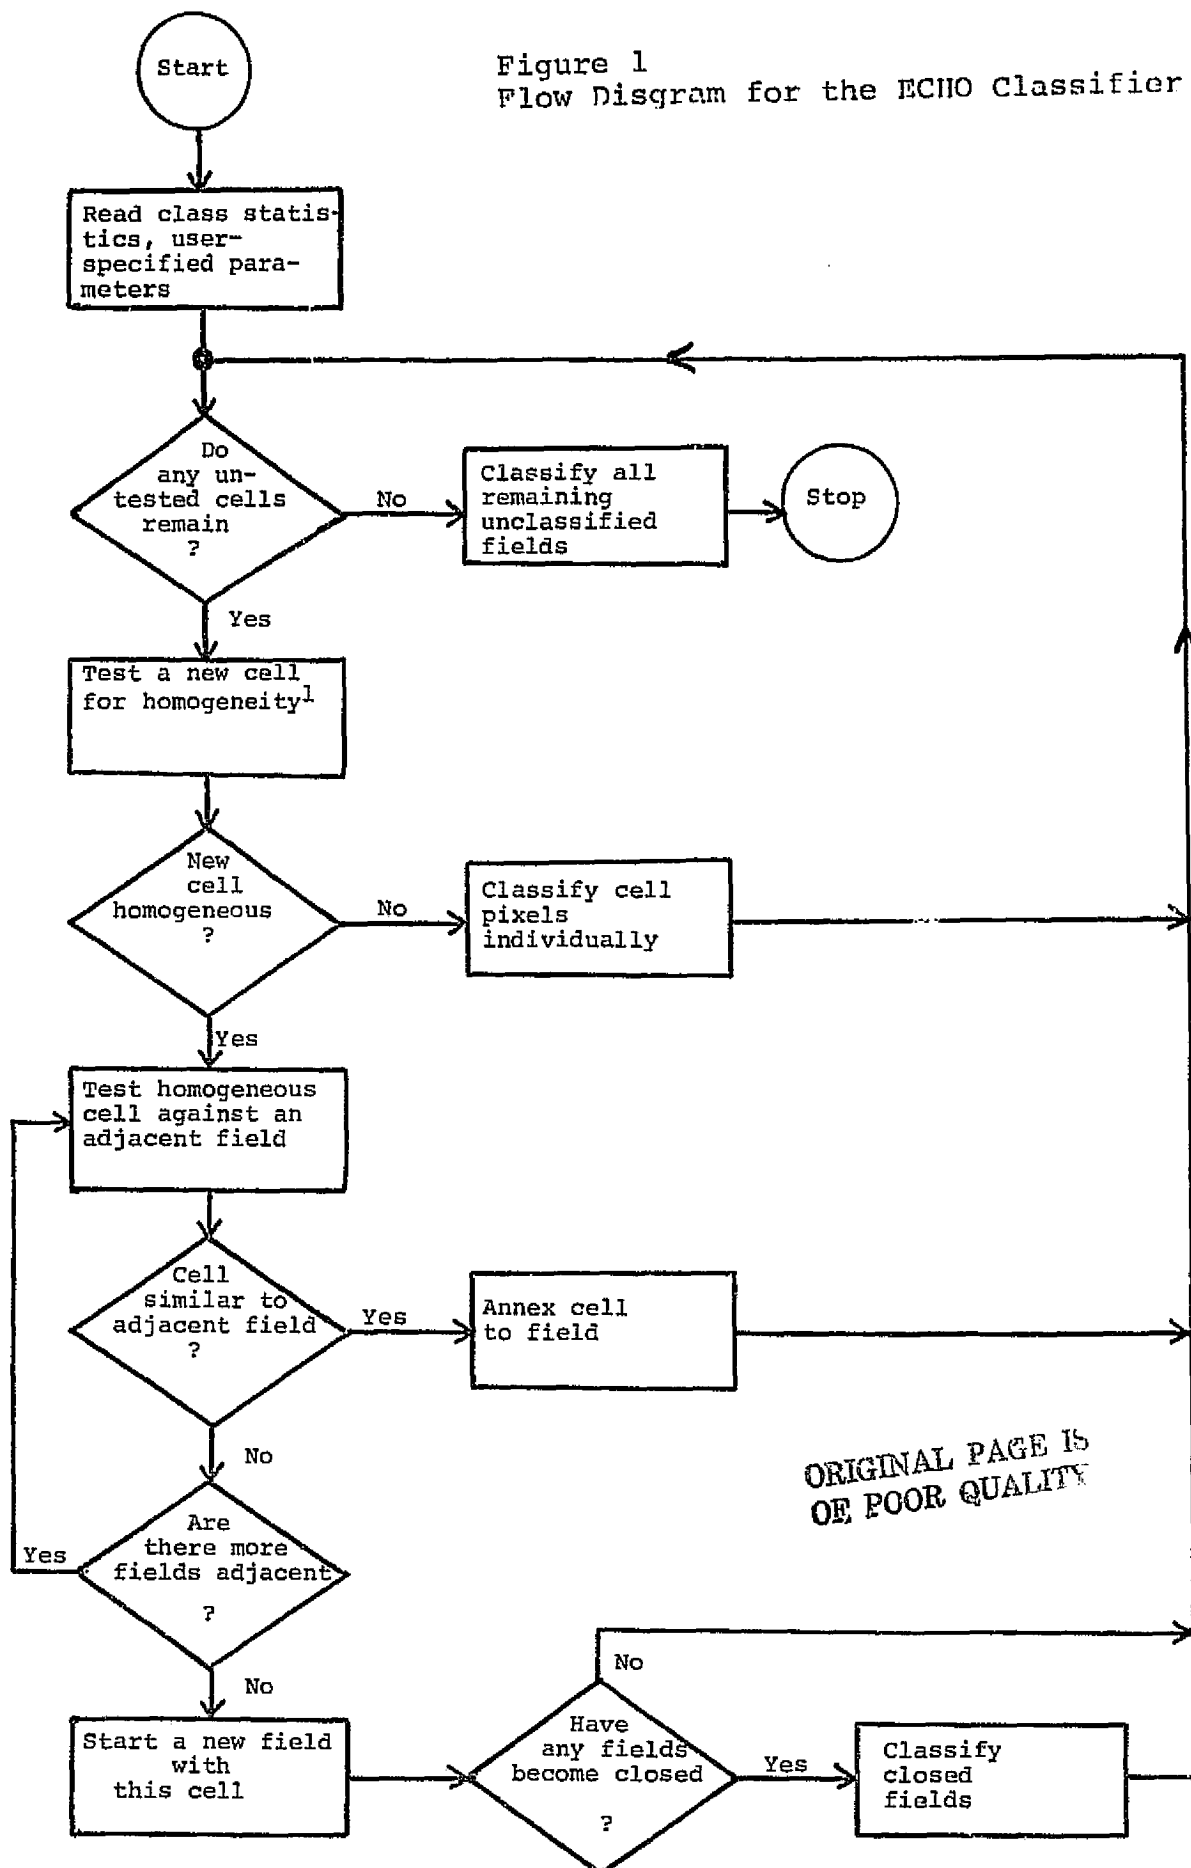 Figure 1
Flow Disgram for the ECHO Classifier
Start
Read class statis-
tics, user-
specified para-
meters
Do
any un-
tested cells
remain
?
No
Classify all
remaining
unclassified
fields
Stop
Yes
Test a new cell
for homogeneity1
New
cell
homogeneous
?
No
Classify cell
pixels
individually
Yes
Test homogeneous
cell against an
adjacent field
Cell
similar to
adjacent field
?
Yes
Annex cell
to field
No
ORIGINAL PAGE IS
OF POOR QUALITY
Are
there more
fields adjacent
?
Yes
No
Start a new field
with
this cell
Have
any fields
become closed
?
No
Yes
Classify
closed
fields